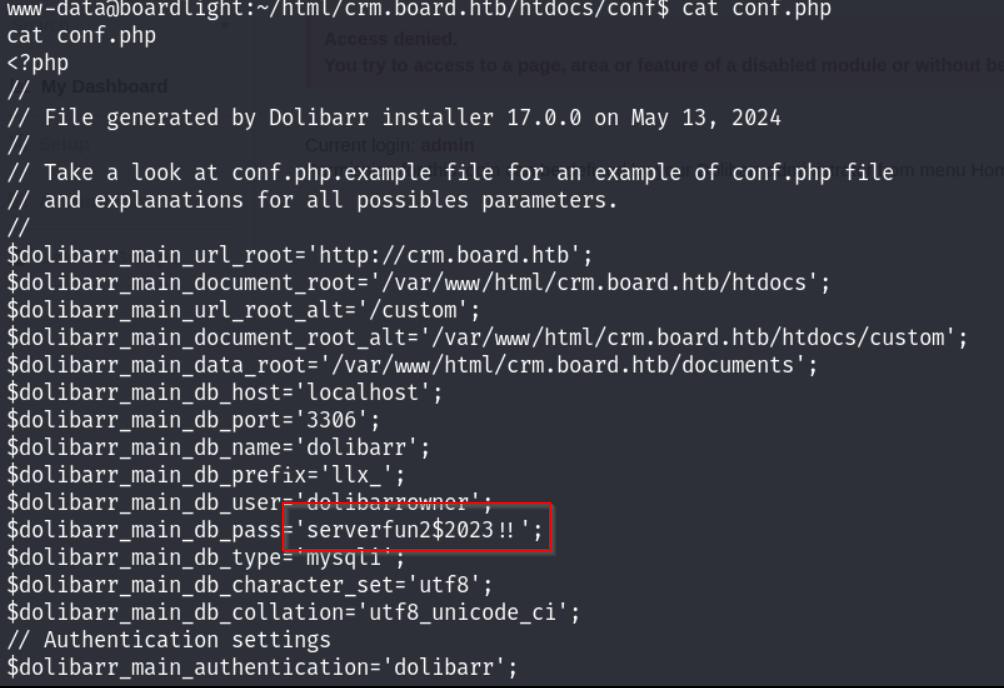 www-data@boardlight:~/html/crm.board.htb/htdocs/conf$ cat conf.php
cat conf.php
<?php
Access denied.
You try to access to a page, area or feature of a disabled module or without be
//
My Dashboard
// File generated by Dolibarr installer 17.0.0 on May 13, 2024
//
Setup
Current login: admin
// Take a look at conf.php.example file for an example of conf.php file
menu Hom
// and explanations for all possibles parameters.
//
$dolibarr_main_url_root='http://crm.board.htb';
$dolibarr_main_document_root='/var/www/html/crm.board.htb/htdocs';
$dolibarr_main_url_root_alt='/custom';
$dolibarr_main_document_root_alt='/var/www/html/crm.board.htb/htdocs/custom';
$dolibarr_main_data_root='/var/www/html/crm.board.htb/documents';
$dolibarr_main_db_host='localhost';
$dolibarr_main_db_port='3306';
$dolibarr_main_db_name='dolibarr';
$dolibarr_main_db_prefix='llx_';
$dolibarr_main_db_user='dolibarrowner';
$dolibarr_main_db_pass='serverfun2$2023!!';
$dolibarr_main_db_type='mysqli';
$dolibarr_main_db_character_set='utf8';
$dolibarr_main_db_collation='utf8_unicode_ci';
// Authentication settings
$dolibarr_main_authentication='dolibarr';